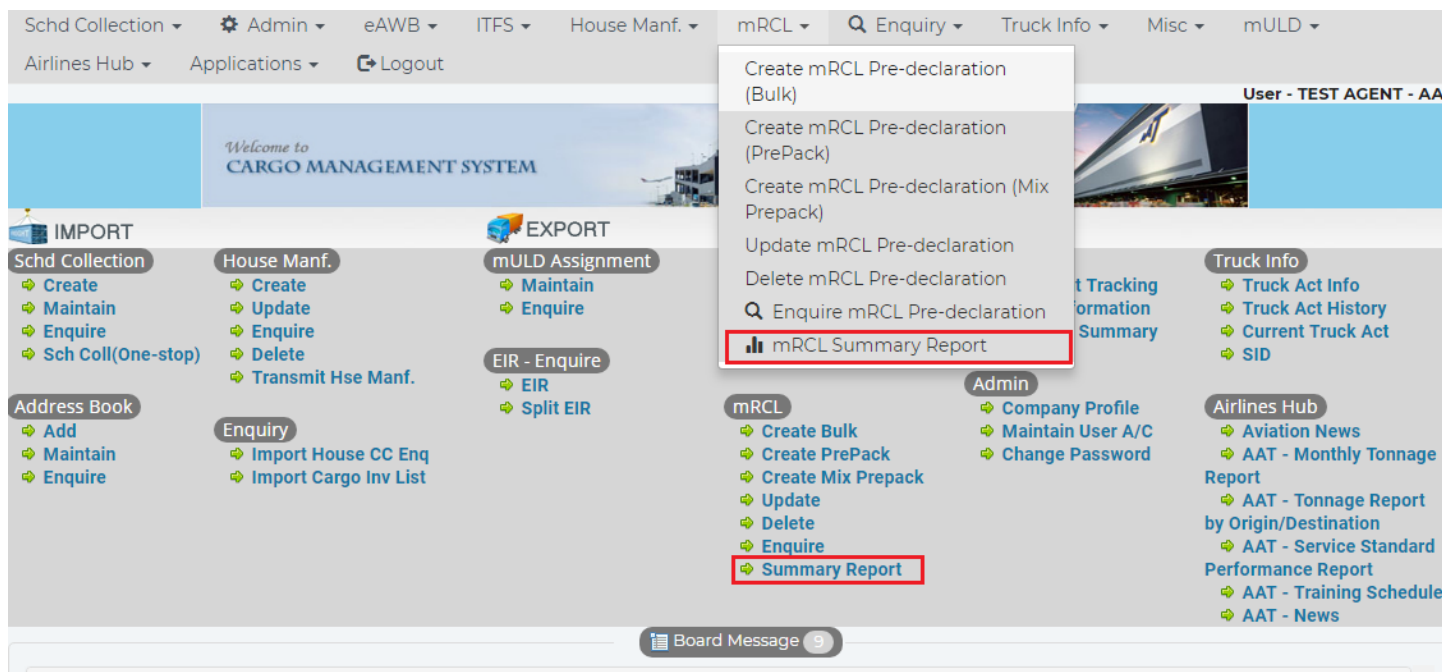 Schd Collection Admin eAWB ITFS House Manf. mRCL Enquiry Truck Info Misc mULD
Airlines Hub Applications Logout
Create mRCL Pre-declaration
(Bulk)
Create mRCL Pre-declaration
(PrePack)
Create mRCL Pre-declaration (Mix
Prepack)
Update mRCL Pre-declaration
Delete mRCL Pre-declaration
Enquire mRCL Pre-declaration
mRCL Summary Report
User - TEST AGENT - AA
Welcome to
CARGO MANAGEMENT SYSTEM
IMPORT
EXPORT
Schd Collection
Create
Maintain
Enquire
Sch Coll(One-stop)
Address Book
Add
Maintain
Enquire
House Manf.
Create
Update
Enquire
Delete
Transmit Hse Manf.
Enquiry
Import House CC Enq
Import Cargo Inv List
mULD Assignment
Maintain
Enquire
EIR - Enquire
EIR
Split EIR
mRCL
Create Bulk
Create PrePack
Create Mix Prepack
Update
Delete
Enquire
Summary Report
Tracking
Summary
Admin
Company Profile
Maintain User A/C
Change Password
Truck Info
Truck Act Info
Truck Act History
Current Truck Act
SID
Airlines Hub
Aviation News
AAT - Monthly Tonnage
Report
AAT - Tonnage Report
by Origin/Destination
AAT - Service Standard
Performance Report
AAT - Training Schedule
AAT - News
Board Message 9